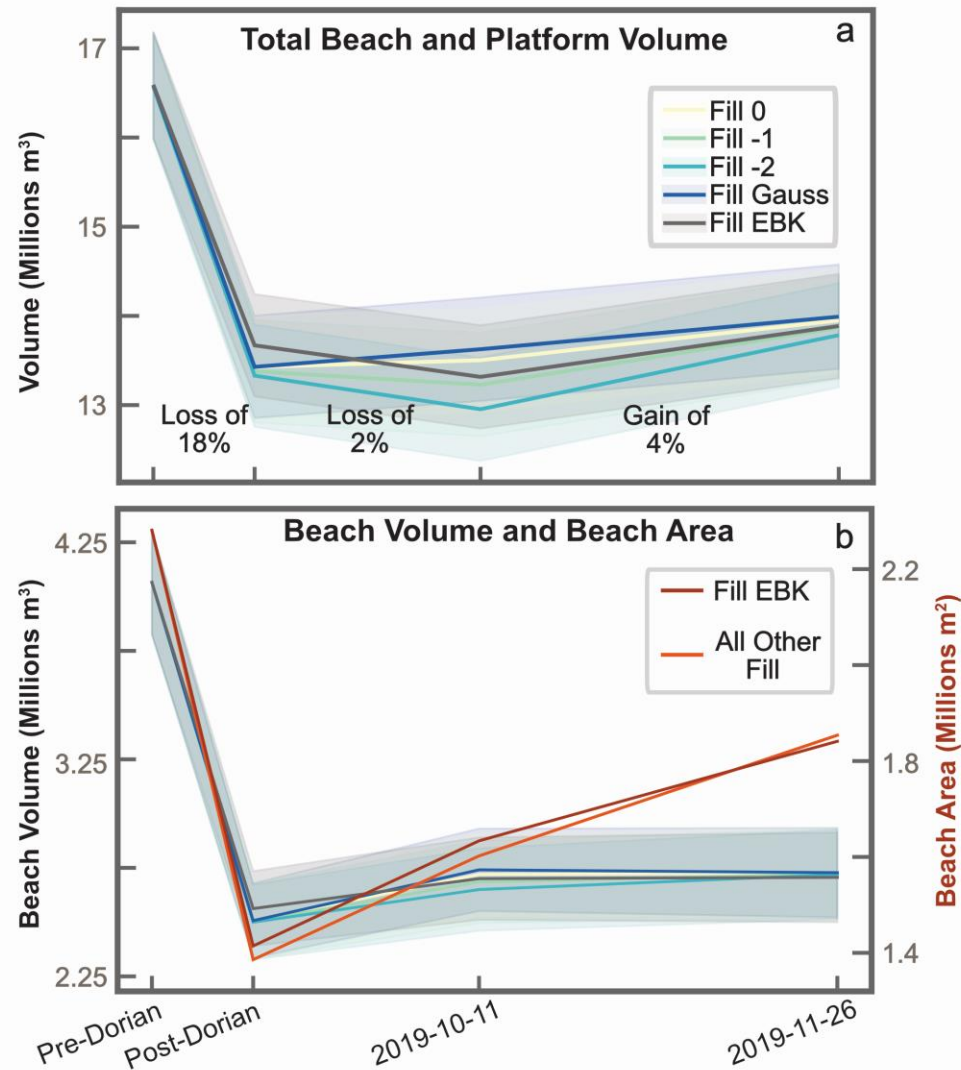 Total Beach and Platform Volume
a
17
15
13
Volume (Millions m³)
Fill 0
Fill -1
Fill -2
Fill Gauss
Fill EBK
Loss of
18%
Loss of
2%
Gain of
4%
Beach Volume and Beach Area
b
4.25
3.25
2.25
Beach Volume (Millions m³)
Fill EBK
All Other
Fill
2.2
1.8
1.4
Beach Area (Millions m²)
Pre-Dorian
Post-Dorian
2019-10-11
2019-11-26